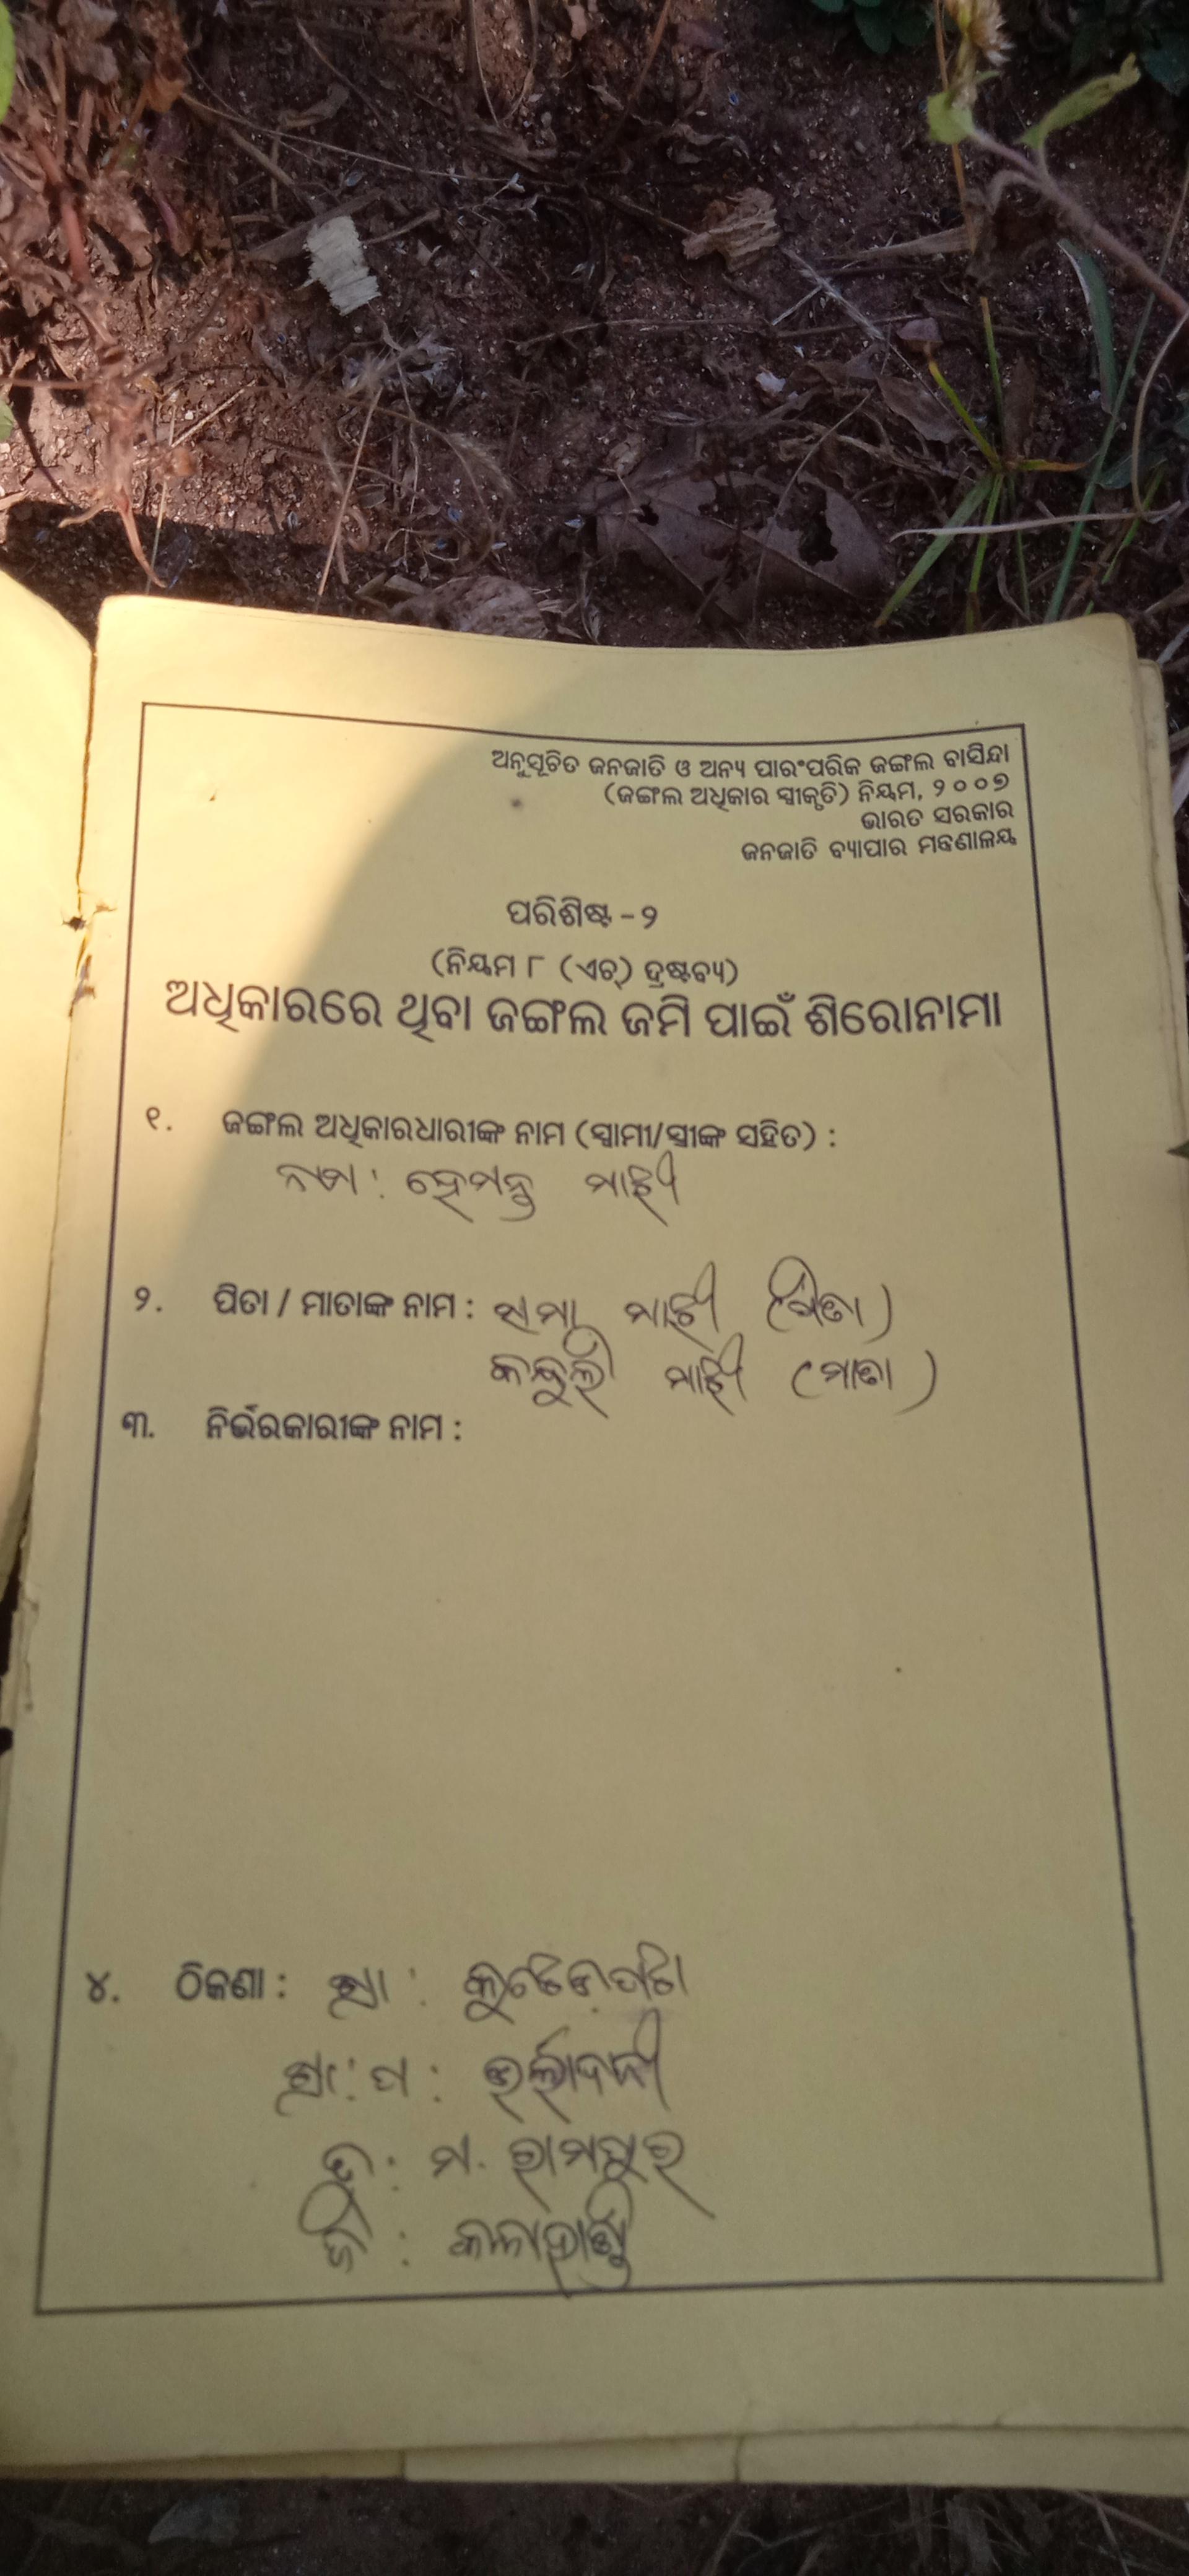 ଅନୁସୂଚିତ ଜନଜାତି ଓ ଅନ୍ୟ ପାରଂପରିକ ଜଙ୍ଗଲ ବାସିନ୍ଦା
(ଜଙ୍ଗଲ ଅଧିକାର ସ୍ୱୀକୃତି) ନିୟମ, ୨୦୦୭
ଭାରତ ସରକାର
ଜନଜାତି ବ୍ୟାପାର ମନ୍ତ୍ରଣାଳୟ
ପରିଶିଷ୍ଟ - ୨
(ନିୟମ ୮ (ଏଚ୍) ଦ୍ରଷ୍ଟବ୍ୟ)
ଅଧିକାରରେ ଥିବା ଜଙ୍ଗଲ ଜମି ପାଇଁ ଶିରୋନାମା
୧. ଜଙ୍ଗଲ ଅଧିକାରଧାରୀଙ୍କ ନାମ (ସ୍ୱାମୀ/ସ୍ତ୍ରୀଙ୍କ ସହିତ) :
ନାମ : ହେମନ୍ତ ମାଝୀ
୨. ପିତା / ମାତାଙ୍କ ନାମ : ମାଝୀ (ପିତା)
ମାଝୀ (ମାତା)
୩. ନିର୍ଭରକାରୀଙ୍କ ନାମ :
୪. ଠିକଣା : ଗ୍ରା :
ଗ୍ରା: ପ :
ମ. ରାମପୁର
ଜି : କଳାହାଣ୍ଡି